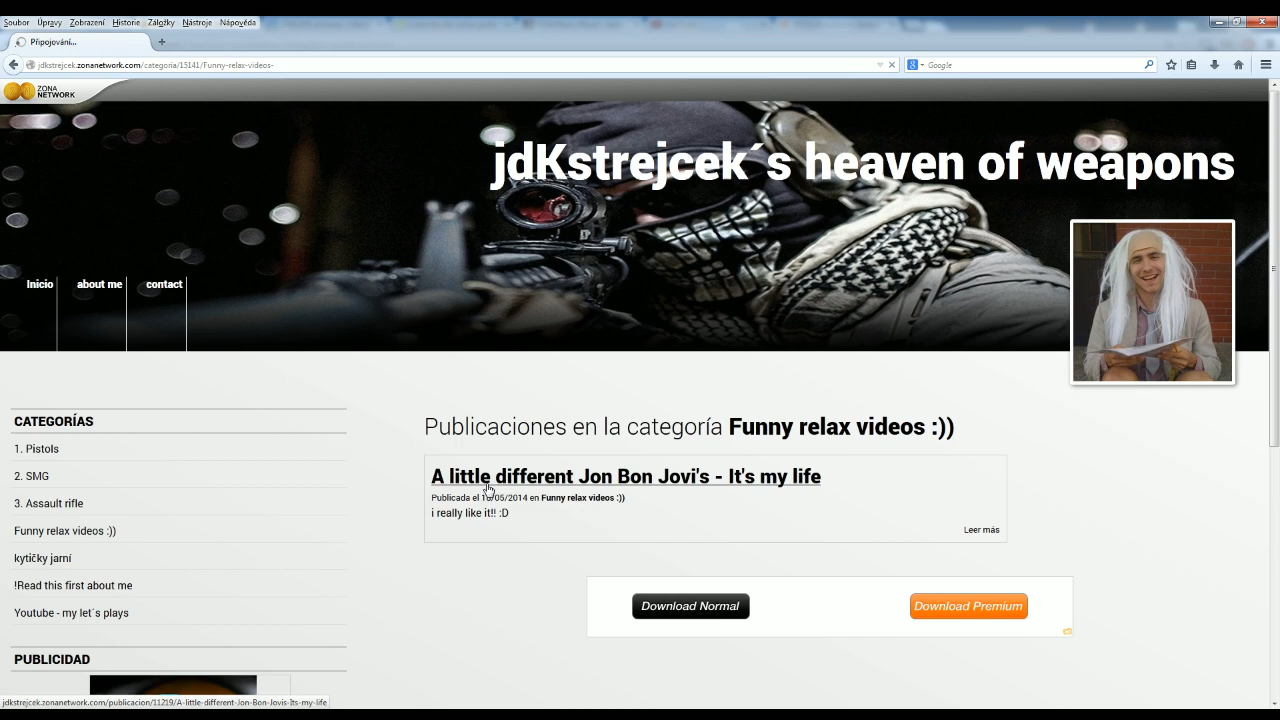 Soubor Úpravy Zobrazení Historie Záložky Nástroje Nápověda
Připojování...
jdkstrejcek.zonanetwork.com/categoria/15141/Funny-relax-videos-
Google
ZONA
NETWORK
jdKstrejcek´s heaven of weapons
Inicio about me contact
CATEGORÍAS
1. Pistols
2. SMG
3. Assault rifle
Funny relax videos :))
kytičky jarní
!Read this first about me
Youtube - my let´s plays
PUBLICIDAD
Publicaciones en la categoría Funny relax videos :))
A little different Jon Bon Jovi's - It's my life
Publicada el /05/2014 en Funny relax videos :))
i really like it!! :D
Leer más
Download Normal Download Premium
jdkstrejcek.zonanetwork.com/publicacion/11219/A-little-different-Jon-Bon-Jovis-Its-my-life